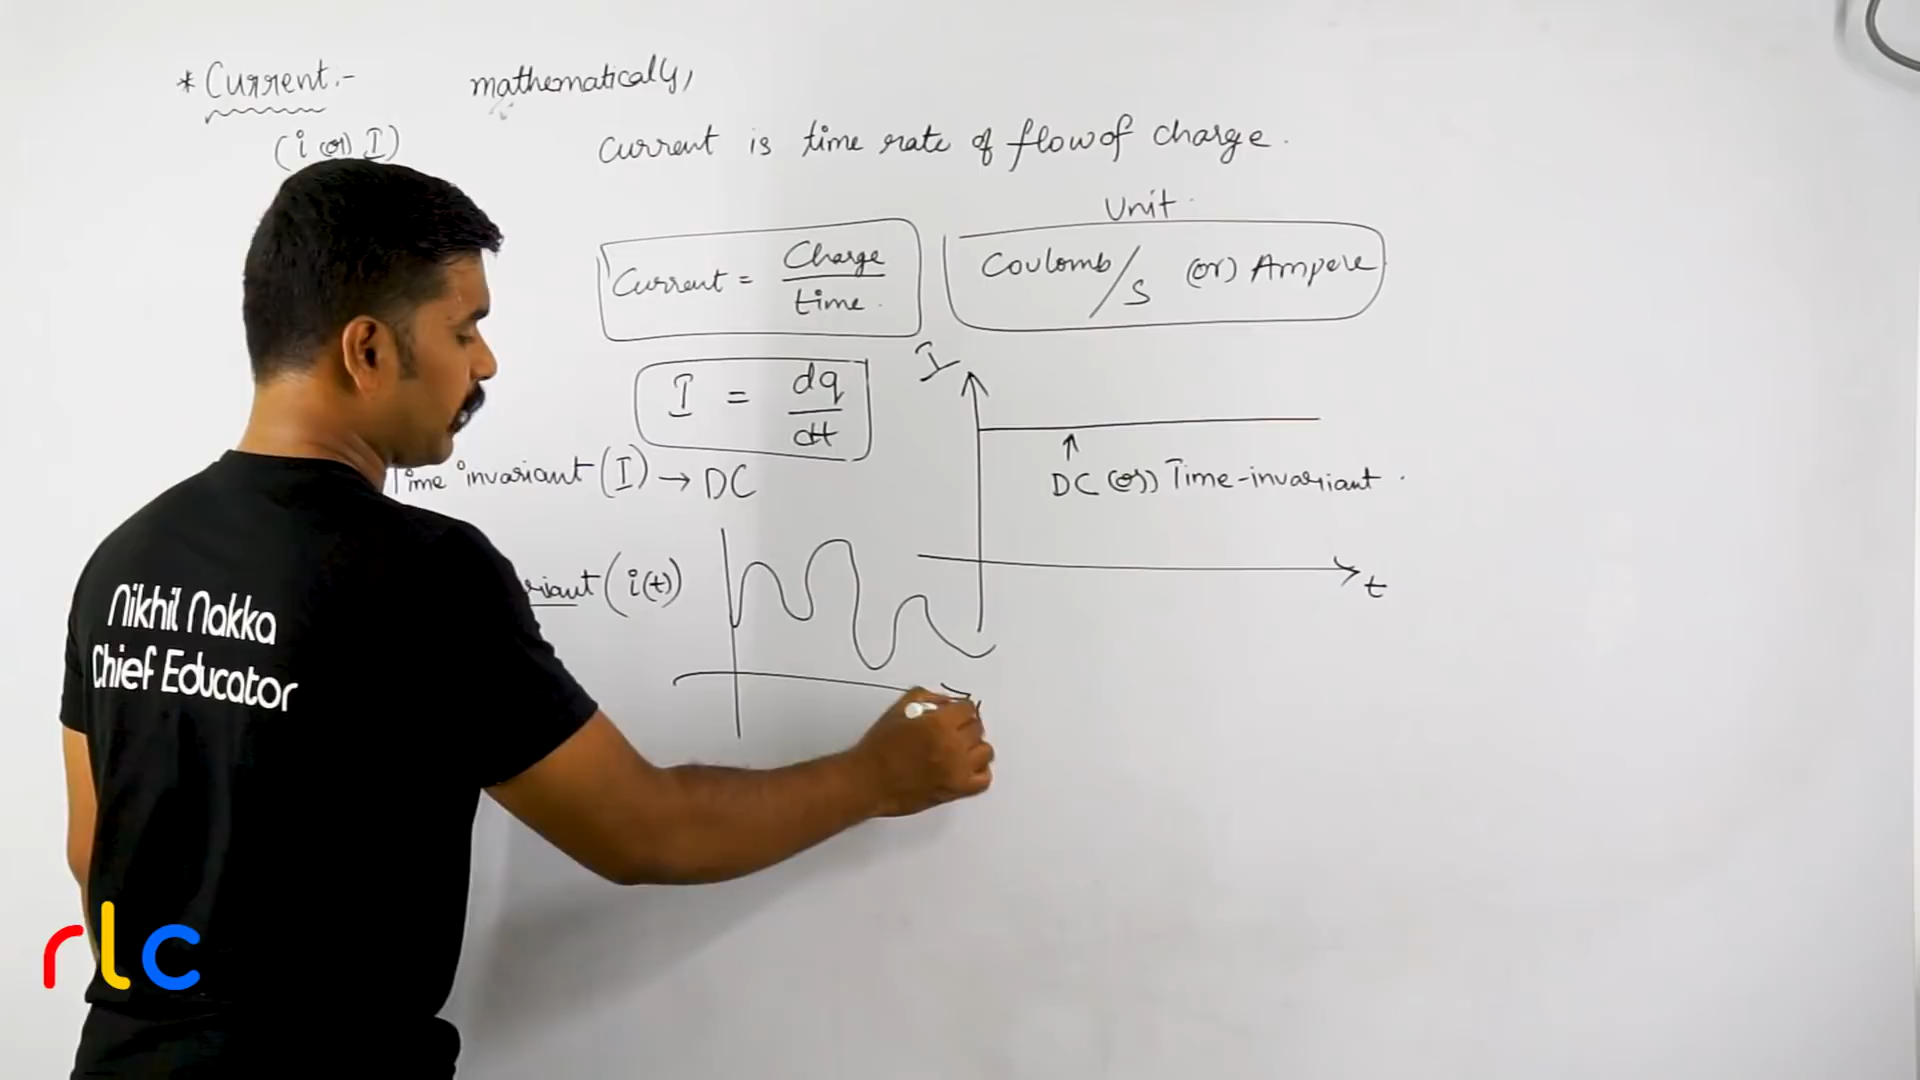 * Current:-
mathematically,
(i (or) I)
Current is time rate of flow of charge.
Unit
Current = Charge / time
Coulomb/s (or) Ampere
I
I = dq/dt
Time invariant (I) → DC
DC (or) Time-invariant
(i(t))
t
Nikhil Nakka
Chief Educator
rlc